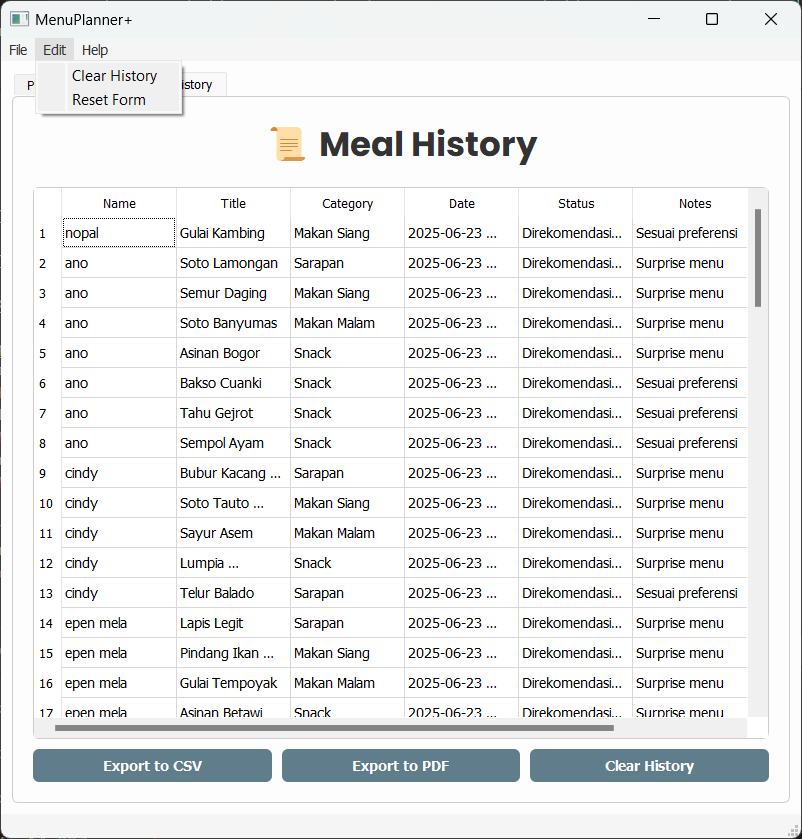 MenuPlanner+
File Edit Help
Clear History
Reset Form
P
istory
Meal History
Name Title Category Date Status Notes
1 nopal Gulai Kambing Makan Siang 2025-06-23 ... Direkomendasi... Sesuai preferensi
2 ano Soto Lamongan Sarapan 2025-06-23 ... Direkomendasi... Surprise menu
3 ano Semur Daging Makan Siang 2025-06-23 ... Direkomendasi... Surprise menu
4 ano Soto Banyumas Makan Malam 2025-06-23 ... Direkomendasi... Surprise menu
5 ano Asinan Bogor Snack 2025-06-23 ... Direkomendasi... Surprise menu
6 ano Bakso Cuanki Snack 2025-06-23 ... Direkomendasi... Sesuai preferensi
7 ano Tahu Gejrot Snack 2025-06-23 ... Direkomendasi... Sesuai preferensi
8 ano Sempol Ayam Snack 2025-06-23 ... Direkomendasi... Sesuai preferensi
9 cindy Bubur Kacang ... Sarapan 2025-06-23 ... Direkomendasi... Surprise menu
10 cindy Soto Tauto ... Makan Siang 2025-06-23 ... Direkomendasi... Surprise menu
11 cindy Sayur Asem Makan Malam 2025-06-23 ... Direkomendasi... Surprise menu
12 cindy Lumpia ... Snack 2025-06-23 ... Direkomendasi... Surprise menu
13 cindy Telur Balado Sarapan 2025-06-23 ... Direkomendasi... Sesuai preferensi
14 epen mela Lapis Legit Sarapan 2025-06-23 ... Direkomendasi... Surprise menu
15 epen mela Pindang Ikan ... Makan Siang 2025-06-23 ... Direkomendasi... Surprise menu
16 epen mela Gulai Tempoyak Makan Malam 2025-06-23 ... Direkomendasi... Surprise menu
17 epen mela Asinan Betawi Snack 2025-06-23 ... Direkomendasi... Surprise menu
Export to CSV Export to PDF Clear History